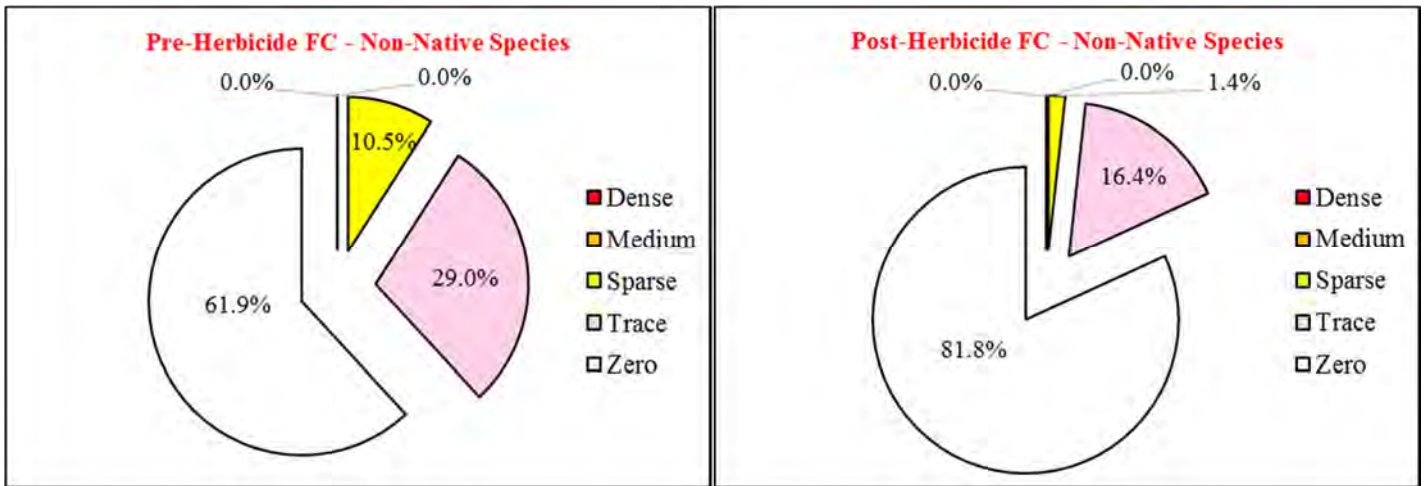 Pre-Herbicide FC - Non-Native Species
0.0%
0.0%
10.5%
29.0%
61.9%
Dense
Medium
Sparse
Trace
Zero
Post-Herbicide FC - Non-Native Species
0.0%
0.0%
1.4%
16.4%
81.8%
Dense
Medium
Sparse
Trace
Zero